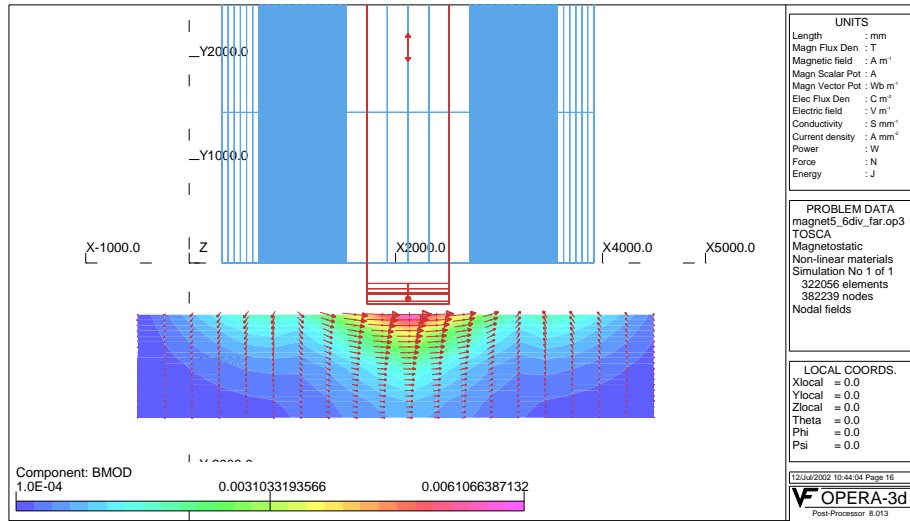 Y2000.0
Y1000.0
X-1000.0
Z
X2000.0
X4000.0
X5000.0
Component: BMOD
1.0E-04
0.0031033193566
0.0061066387132
UNITS
Length : mm
Magn Flux Den : T
Magnetic field : A m⁻¹
Magn Scalar Pot : A
Magn Vector Pot : Wb m⁻¹
Elec Flux Den : C m⁻²
Electric field : V m⁻¹
Conductivity : S mm⁻¹
Current density : A mm⁻²
Power : W
Force : N
Energy : J
PROBLEM DATA
magnet5_6div_far.op3
TOSCA
Magnetostatic
Non-linear materials
Simulation No 1 of 1
322056 elements
382239 nodes
Nodal fields
LOCAL COORDS.
Xlocal = 0.0
Ylocal = 0.0
Zlocal = 0.0
Theta = 0.0
Phi = 0.0
Psi = 0.0
12/Jul/2002 10:44:04 Page 16
VF OPERA-3d
Post-Processor 8.013